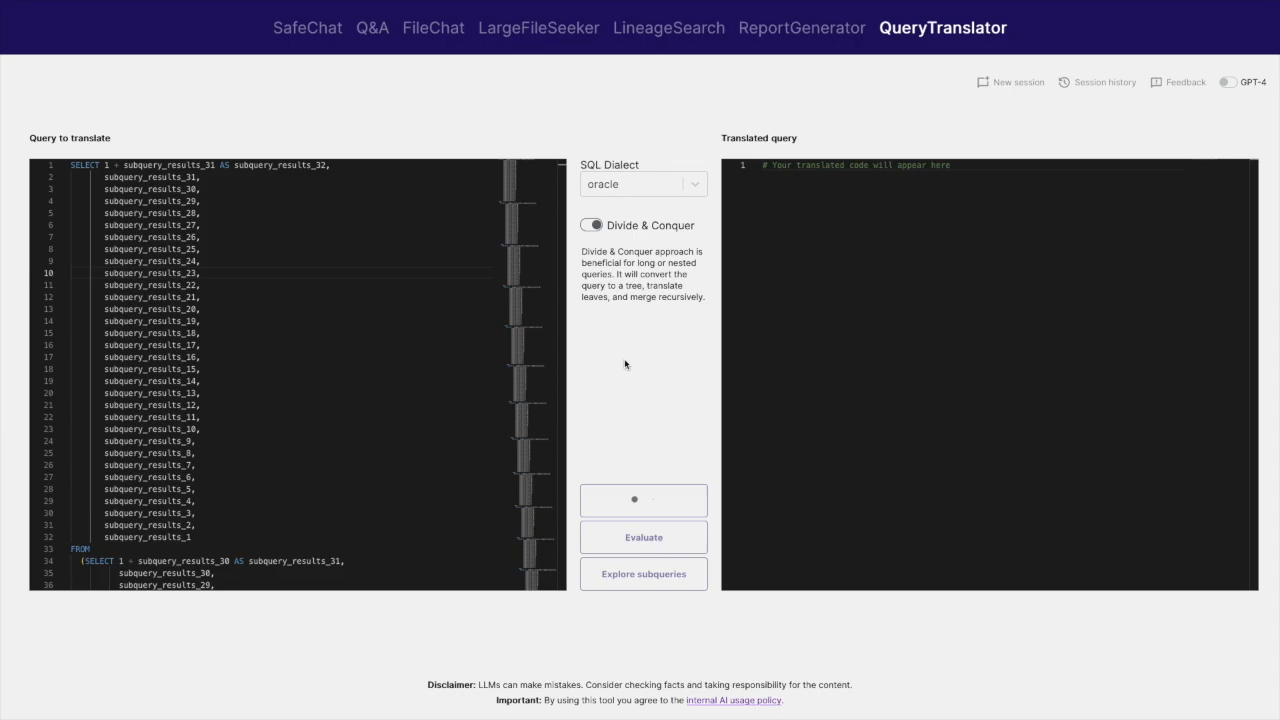 SafeChat Q&A FileChat LargeFileSeeker LineageSearch ReportGenerator QueryTranslator
New session Session history Feedback GPT-4
Query to translate
Translated query
1 SELECT 1 + subquery_results_31 AS subquery_results_32,
2 subquery_results_31,
3 subquery_results_30,
4 subquery_results_29,
5 subquery_results_28,
6 subquery_results_27,
7 subquery_results_26,
8 subquery_results_25,
9 subquery_results_24,
10 subquery_results_23,
11 subquery_results_22,
12 subquery_results_21,
13 subquery_results_20,
14 subquery_results_19,
15 subquery_results_18,
16 subquery_results_17,
17 subquery_results_16,
18 subquery_results_15,
19 subquery_results_14,
20 subquery_results_13,
21 subquery_results_12,
22 subquery_results_11,
23 subquery_results_10,
24 subquery_results_9,
25 subquery_results_8,
26 subquery_results_7,
27 subquery_results_6,
28 subquery_results_5,
29 subquery_results_4,
30 subquery_results_3,
31 subquery_results_2,
32 subquery_results_1
33 FROM
34 (SELECT 1 + subquery_results_30 AS subquery_results_31,
35 subquery_results_30,
36 subquery_results_29,
SQL Dialect
oracle
Divide & Conquer
Divide & Conquer approach is
beneficial for long or nested
queries. It will convert the
query to a tree, translate
leaves, and merge recursively.
Evaluate
Explore subqueries
1 # Your translated code will appear here
Disclaimer: LLMs can make mistakes. Consider checking facts and taking responsibility for the content.
Important: By using this tool you agree to the internal AI usage policy.